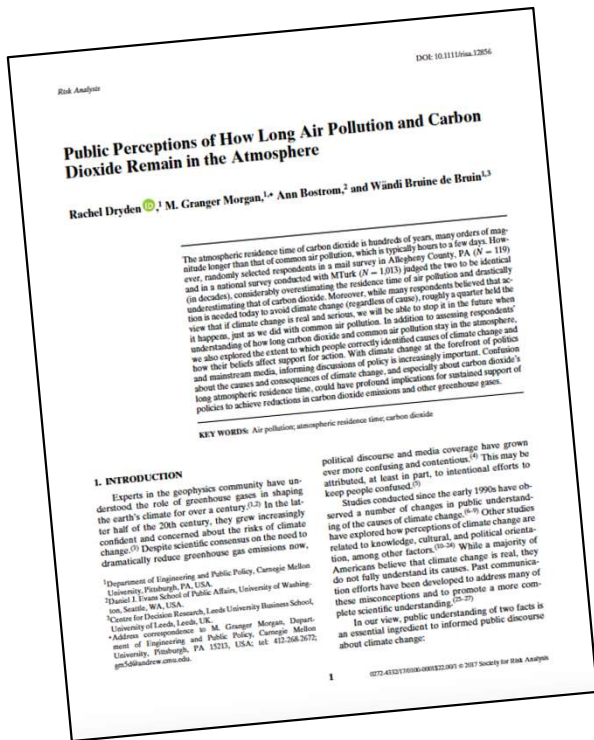 Risk Analysis
DOI: 10.1111/risa.12856
Public Perceptions of How Long Air Pollution and Carbon
Dioxide Remain in the Atmosphere
Rachel Dryden iD,1 M. Granger Morgan,1,* Ann Bostrom,2 and Wändi Bruine de Bruin1,3
The atmospheric residence time of carbon dioxide is hundreds of years, many orders of mag-
nitude longer than that of common air pollution, which is typically hours to a few days. How-
ever, randomly selected respondents in a mail survey in Allegheny County, PA (N = 119)
and in a national survey conducted with MTurk (N = 1,013) judged the two to be identical
(in decades), considerably overestimating the residence time of air pollution and drastically
underestimating that of carbon dioxide. Moreover, while many respondents believed that ac-
tion is needed today to avoid climate change (regardless of cause), roughly a quarter held the
view that if climate change is real and serious, we will be able to stop it in the future when
it happens, just as we did with common air pollution. In addition to assessing respondents'
understanding of how long carbon dioxide and common air pollution stay in the atmosphere,
we also explored the extent to which people correctly identified causes of climate change and
how their beliefs affect support for action. With climate change at the forefront of politics
and mainstream media, informing discussions of policy is increasingly important. Confusion
about the causes and consequences of climate change, and especially about carbon dioxide's
long atmospheric residence time, could have profound implications for sustained support of
policies to achieve reductions in carbon dioxide emissions and other greenhouse gases.
KEY WORDS: Air pollution; atmospheric residence time; carbon dioxide
1. INTRODUCTION
Experts in the geophysics community have un-
derstood the role of greenhouse gases in shaping
the earth's climate for over a century.(1,2) In the lat-
ter half of the 20th century, they grew increasingly
confident and concerned about the risks of climate
change.(3) Despite scientific consensus on the need to
dramatically reduce greenhouse gas emissions now,
1Department of Engineering and Public Policy, Carnegie Mellon
University, Pittsburgh, PA, USA.
2Daniel J. Evans School of Public Affairs, University of Washing-
ton, Seattle, WA, USA.
3Centre for Decision Research, Leeds University Business School,
University of Leeds, Leeds, UK.
*Address correspondence to M. Granger Morgan, Depart-
ment of Engineering and Public Policy, Carnegie Mellon
University, Pittsburgh, PA 15213, USA; tel: 412-268-2672;
gm5d@andrew.cmu.edu.
political discourse and media coverage have grown
ever more confusing and contentious.(4) This may be
attributed, at least in part, to intentional efforts to
keep people confused.(5)
Studies conducted since the early 1990s have ob-
served a number of changes in public understand-
ing of the causes of climate change.(6–9) Other studies
have explored how perceptions of climate change are
related to knowledge, cultural, and political orienta-
tion, among other factors.(10–24) While a majority of
Americans believe that climate change is real, they
do not fully understand its causes. Past communica-
tion efforts have been developed to address many of
these misconceptions and to promote a more com-
plete scientific understanding.(25–27)
In our view, public understanding of two facts is
an essential ingredient to informed public discourse
about climate change:
1
0272-4332/17/0100-0001$22.00/1 © 2017 Society for Risk Analysis